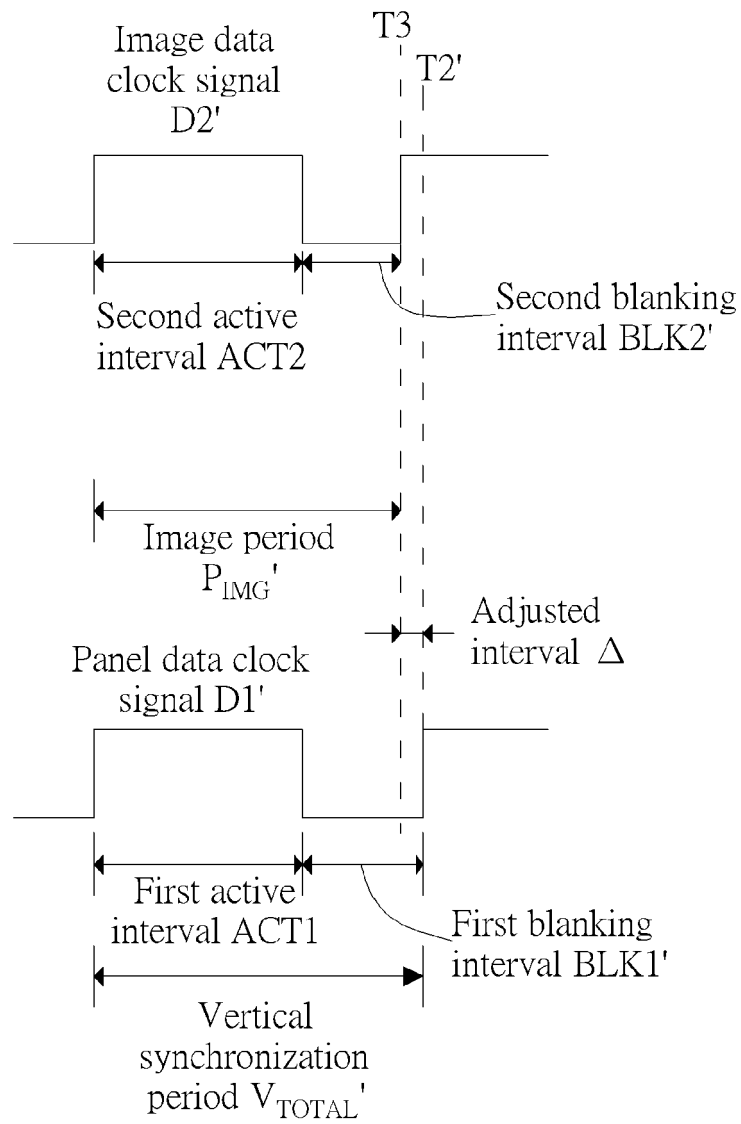 T3
T2'
Image data
clock signal
D2'
Second active
interval ACT2
Second blanking
interval BLK2'
Image period
P_IMG'
Adjusted
interval Δ
Panel data clock
signal D1'
First active
interval ACT1
First blanking
interval BLK1'
Vertical
synchronization
period V_TOTAL'